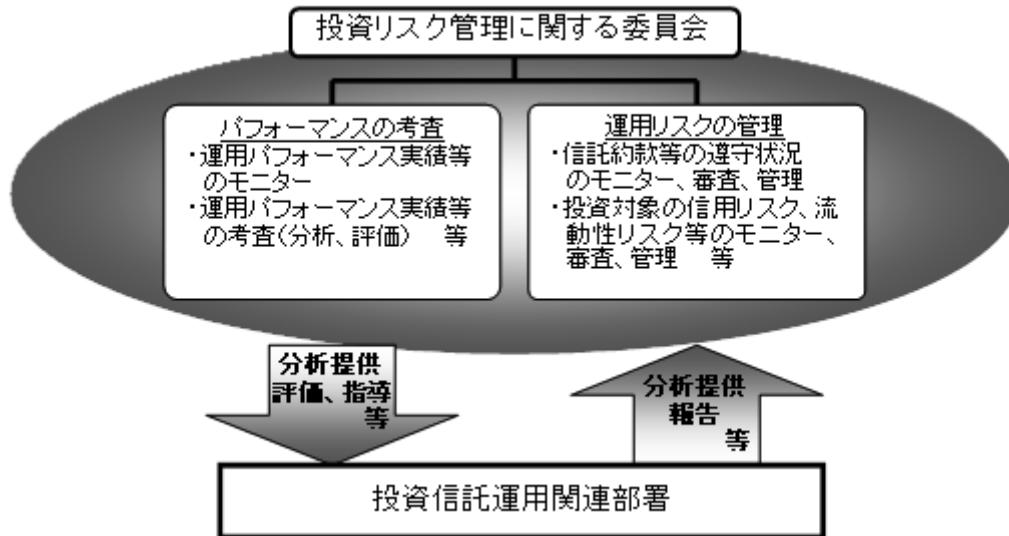 投資リスク管理に関する委員会
パフォーマンスの考査
・運用パフォーマンス実績等
のモニター
・運用パフォーマンス実績等
の考査(分析、評価)　等
運用リスクの管理
・信託約款等の遵守状況
のモニター、審査、管理
・投資対象の信用リスク、流
動性リスク等のモニター、
審査、管理　等
分析提供
評価、指導
等
分析提供
報告
等
投資信託運用関連部署